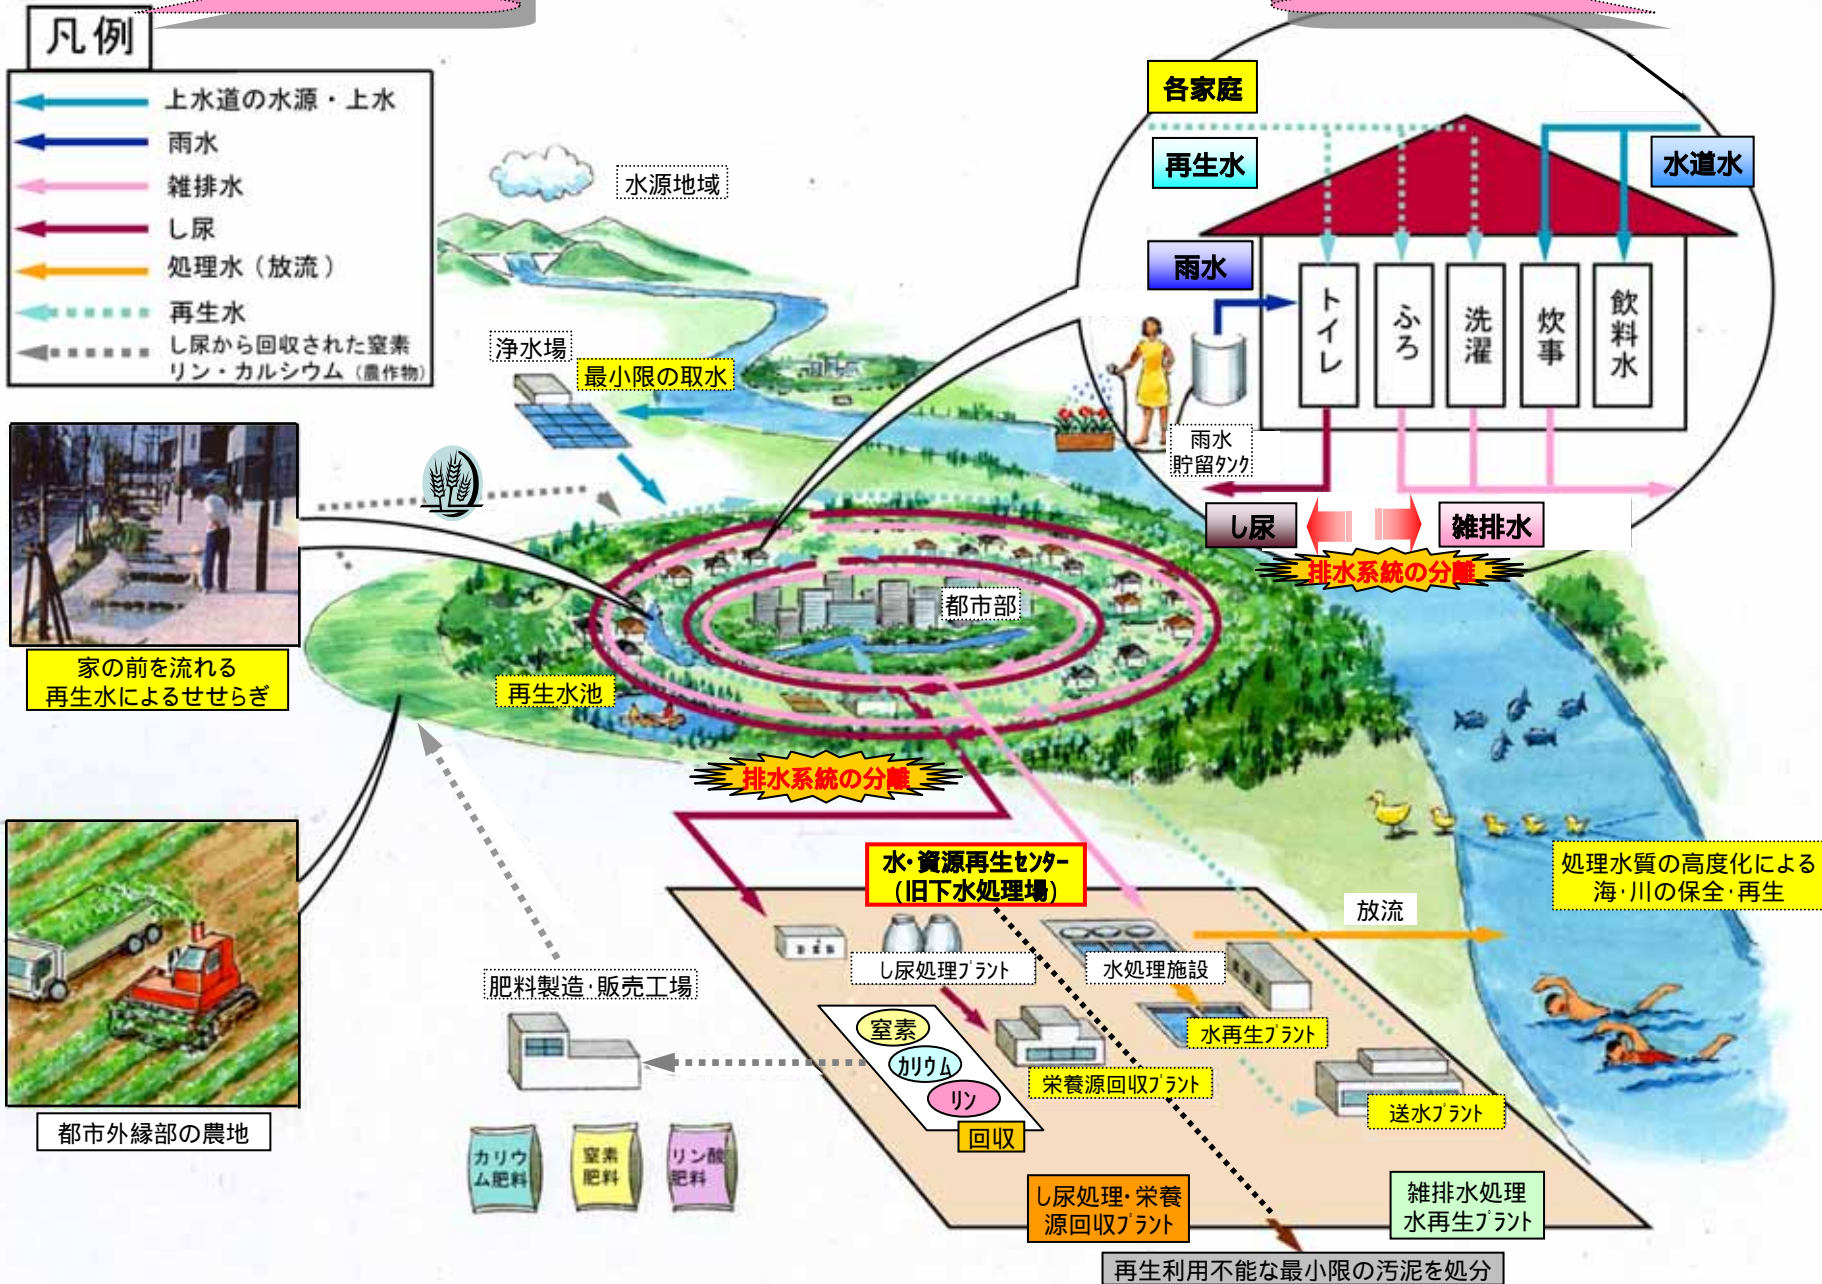 凡例
上水道の水源・上水
雨水
雑排水
し尿
処理水（放流）
再生水
し尿から回収された窒素
リン・カルシウム（農作物）
水源地域
浄水場
最小限の取水
各家庭
再生水
水道水
雨水
トイレ
ふろ
洗濯
炊事
飲料水
雨水
貯留タンク
し尿
雑排水
排水系統の分離
家の前を流れる
再生水によるせせらぎ
都市部
再生水池
排水系統の分離
水・資源再生センター
(旧下水処理場)
処理水質の高度化による
海・川の保全・再生
放流
し尿処理プラント
水処理施設
肥料製造・販売工場
窒素
カリウム
リン
回収
水再生プラント
栄養源回収プラント
送水プラント
都市外縁部の農地
カリウ
ム肥料
窒素
肥料
リン酸
肥料
し尿処理・栄養
源回収プラント
雑排水処理
水再生プラント
再生利用不能な最小限の汚泥を処分